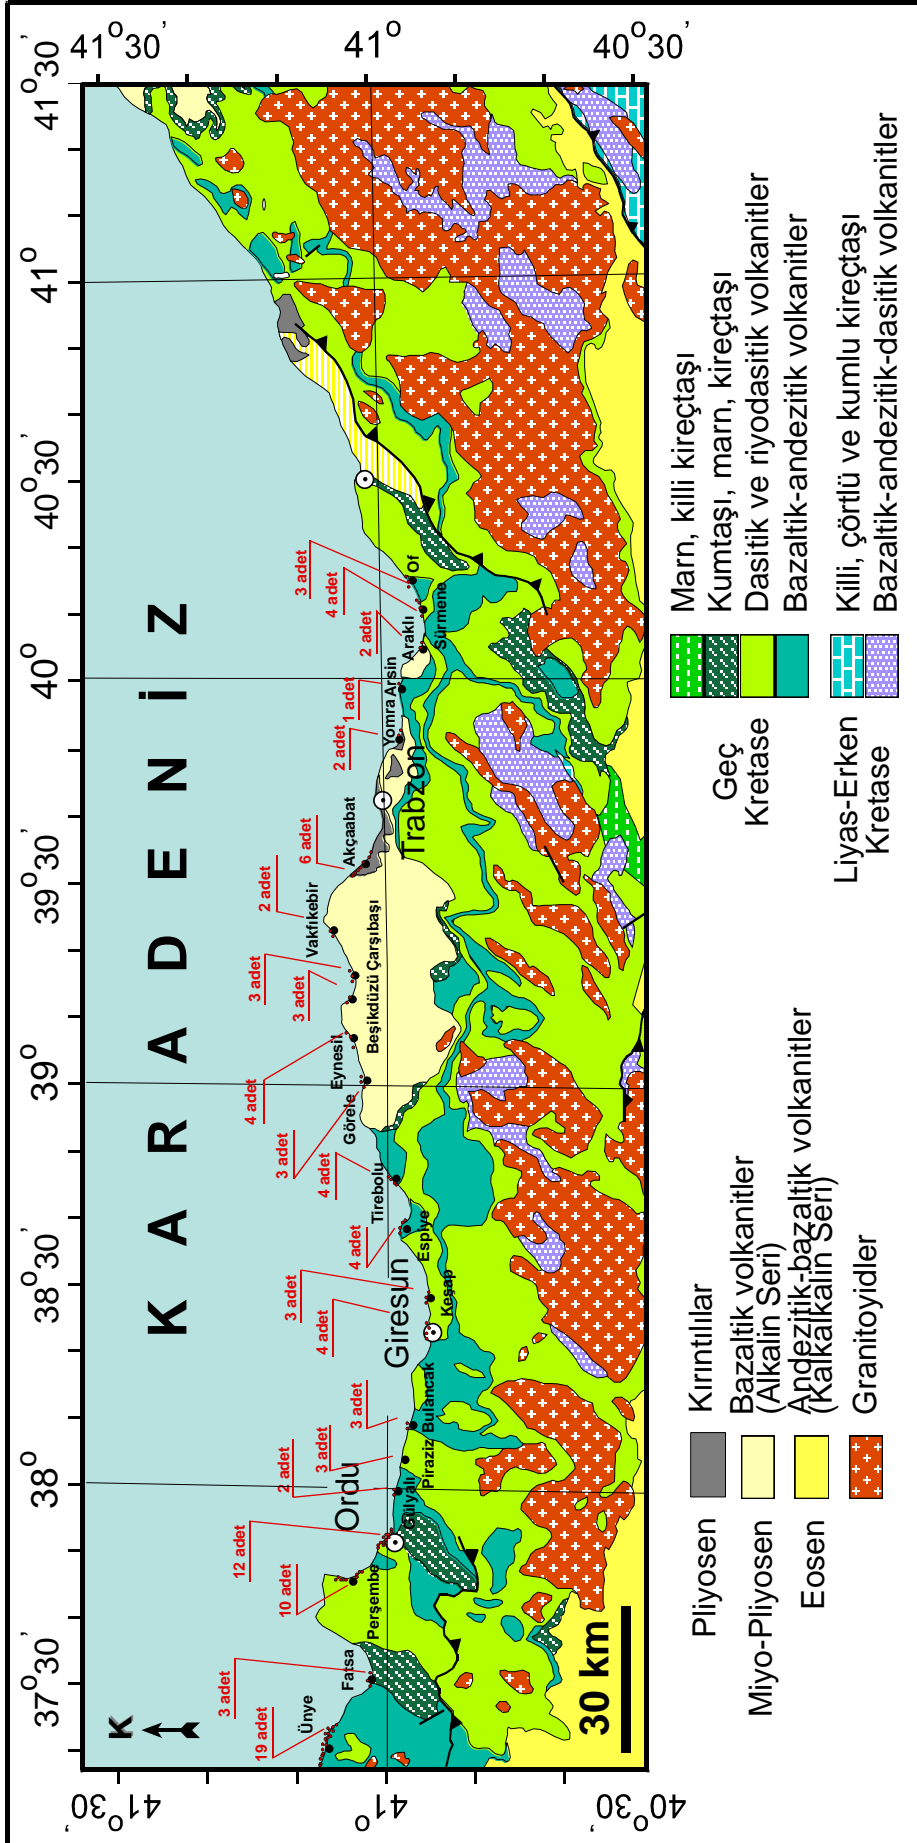 41°30'
41°
40°30'
37°30'
38°
38°30'
39°
39°30'
40°
40°30'
41°
41°30'
41°30'
41°
40°30'
K
KARADENİZ
19 adet
3 adet
10 adet
12 adet
2 adet
3 adet
3 adet
4 adet
3 adet
4 adet
4 adet
3 adet
4 adet
3 adet
3 adet
2 adet
6 adet
2 adet
1 adet
2 adet
4 adet
3 adet
Ünye
Fatsa
Perşembe
Ordu
Gülyalı
Piraziz
Bulancak
Giresun
Keşap
Espiye
Tirebolu
Görele
Eynesil
Beşikdüzü
Çarşıbaşı
Vakfıkebir
Akçaabat
Trabzon
Yomra
Arsin
Araklı
Sürmene
Of
30 km
Pliyosen
Kırıntılılar
Miyo-Pliyosen
Bazaltik volkanitler
(Alkalin Seri)
Eosen
Andezitik-bazaltik volkanitler
(Kalkalkalin Seri)
Granitoyidler
Geç
Kretase
Marn, killi kireçtaşı
Kumtaşı, marn, kireçtaşı
Dasitik ve riyodasitik volkanitler
Bazaltik-andezitik volkanitler
Liyas-Erken
Kretase
Killi, çörtlü ve kumlu kireçtaşı
Bazaltik-andezitik-dasitik volkanitler